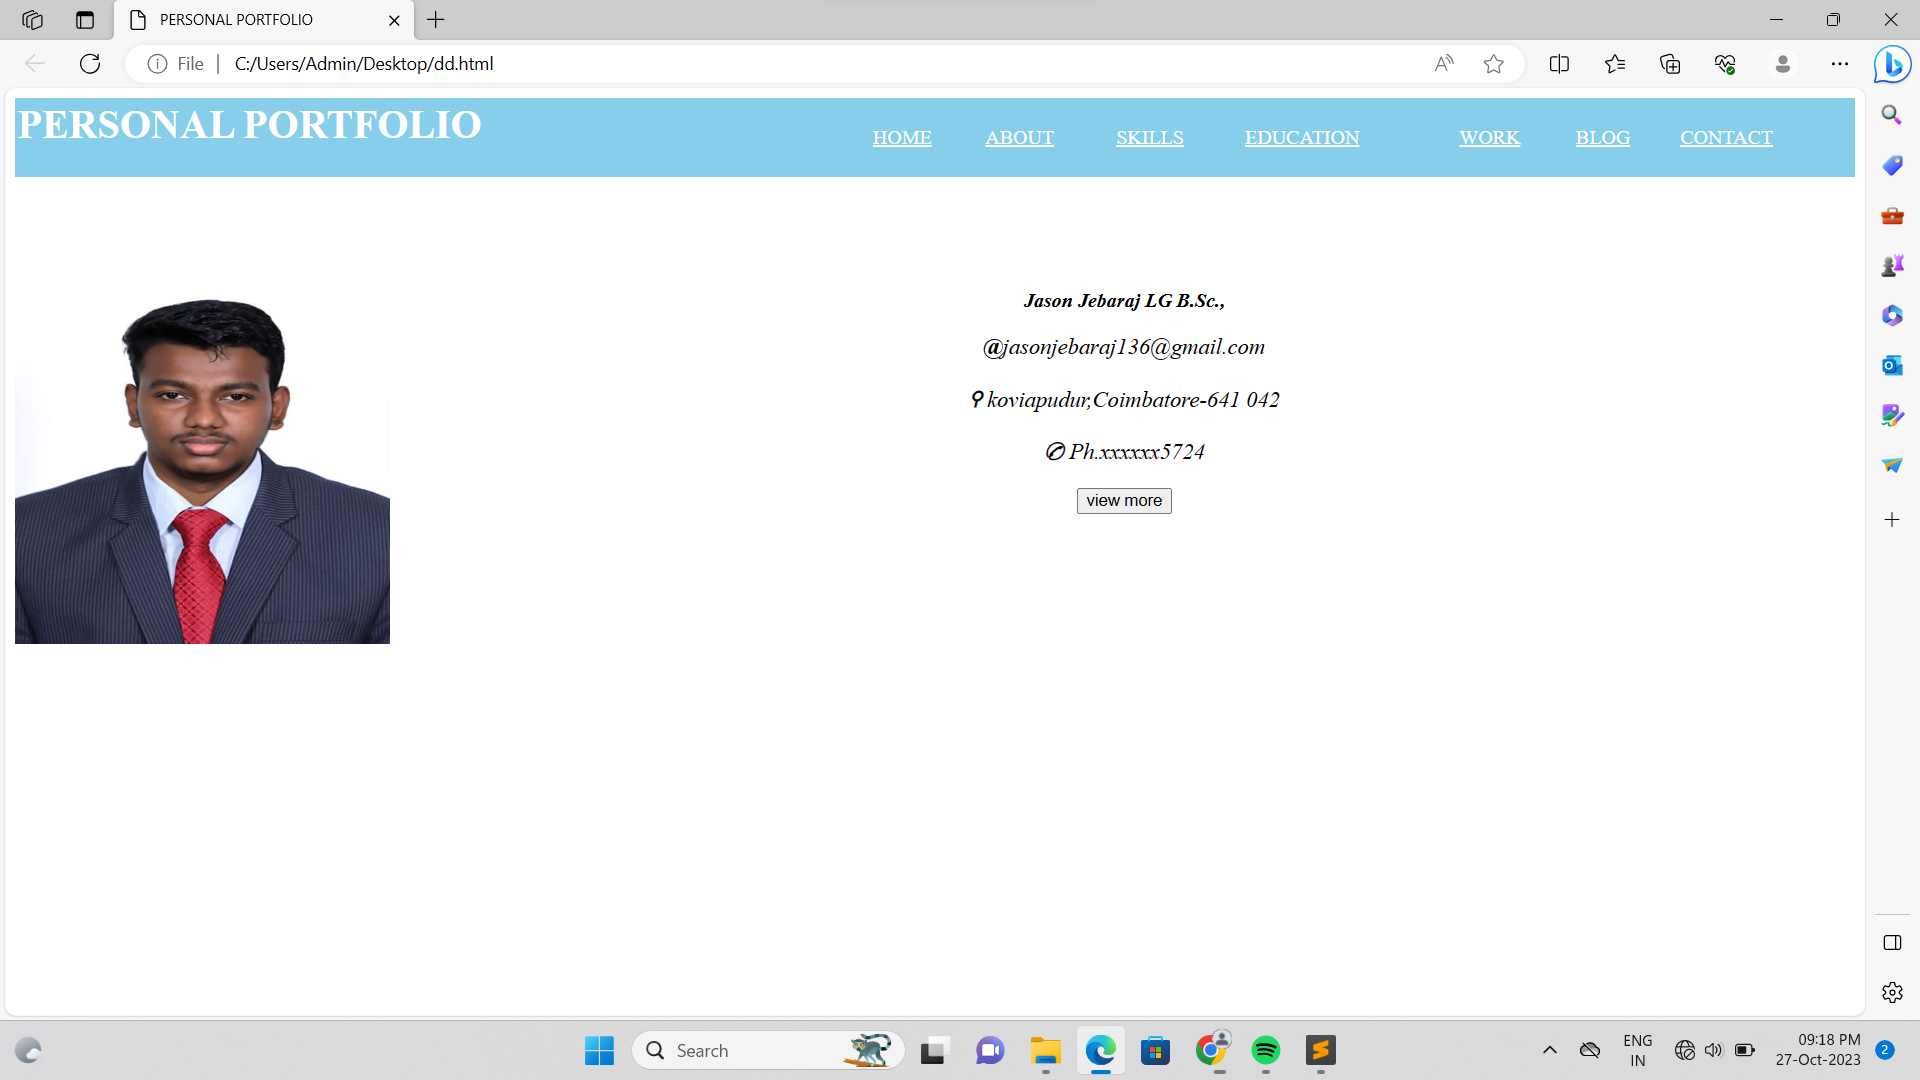 PERSONAL PORTFOLIO
File
C:/Users/Admin/Desktop/dd.html
PERSONAL PORTFOLIO
HOME ABOUT SKILLS EDUCATION WORK BLOG CONTACT
Jason Jebaraj LG B.Sc.,
@jasonjebaraj136@gmail.com
koviapudur,Coimbatore-641 042
✆ Ph.xxxxxx5724
view more
Search
ENG
IN
09:18 PM
27-Oct-2023
2